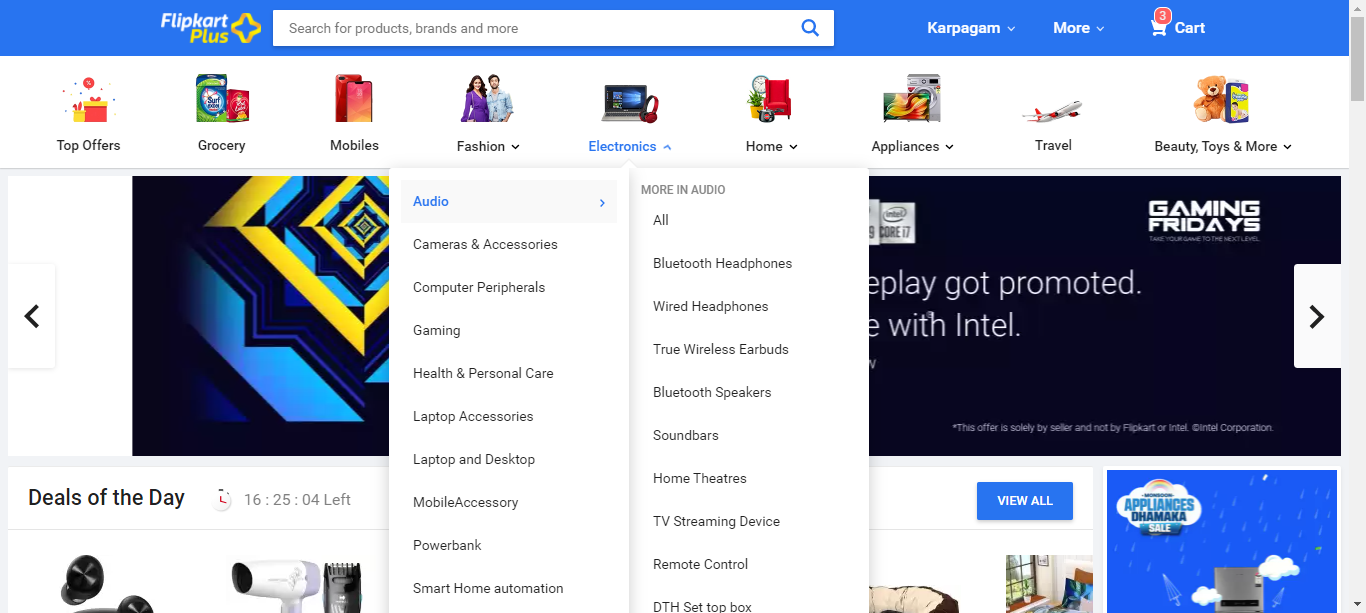 Flipkart
Plus
Search for products, brands and more
Karpagam
More
3
Cart
Top Offers
Grocery
Mobiles
Fashion
Electronics
Home
Appliances
Travel
Beauty, Toys & More
Audio
Cameras & Accessories
Computer Peripherals
Gaming
Health & Personal Care
Laptop Accessories
Laptop and Desktop
MobileAccessory
Powerbank
Smart Home automation
MORE IN AUDIO
All
Bluetooth Headphones
Wired Headphones
True Wireless Earbuds
Bluetooth Speakers
Soundbars
Home Theatres
TV Streaming Device
Remote Control
DTH Set top box
intel
9 CORE i7
GAMING
FRIDAYS
TAKE YOUR GAME TO THE NEXT LEVEL
eplay got promoted.
e with Intel.
w
*This offer is solely by seller and not by Flipkart or Intel. ©Intel Corporation.
Deals of the Day
16 : 25 : 04 Left
VIEW ALL
MONSOON
APPLIANCES
DHAMAKA
SALE